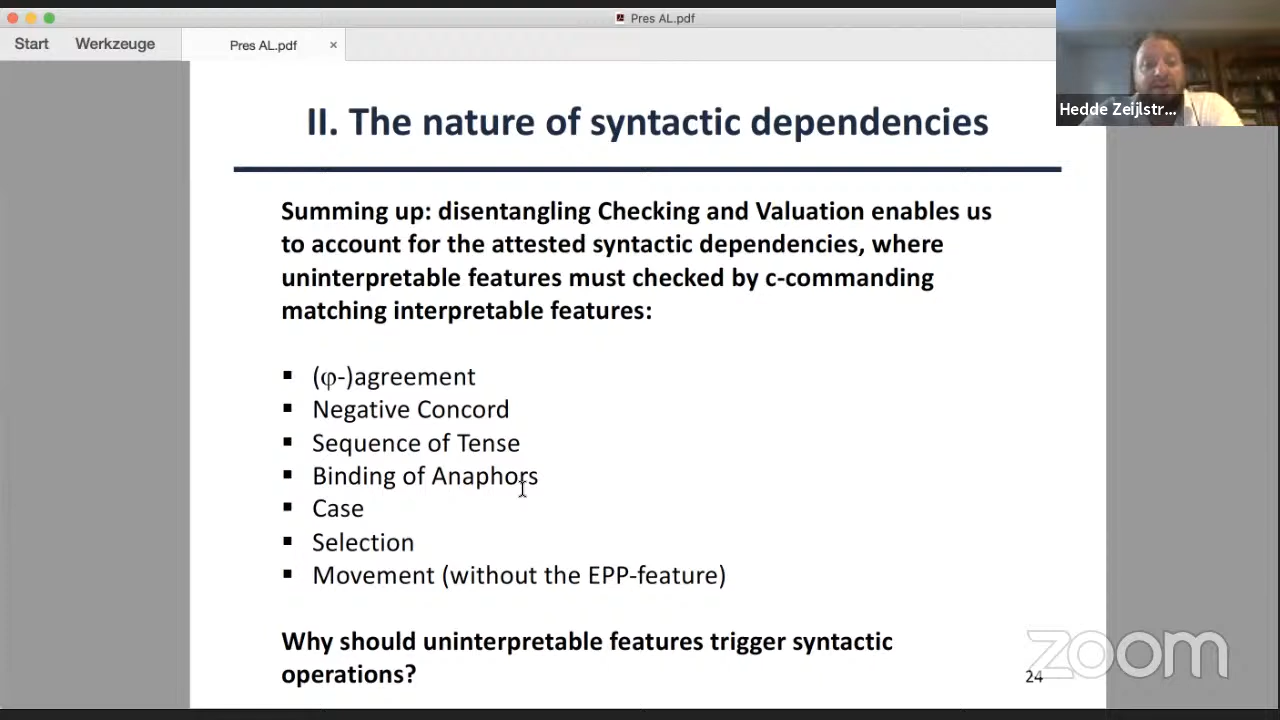 Pres AL.pdf
Start Werkzeuge Pres AL.pdf ×
Hedde Zeijlstr...
II. The nature of syntactic dependencies
Summing up: disentangling Checking and Valuation enables us
to account for the attested syntactic dependencies, where
uninterpretable features must checked by c-commanding
matching interpretable features:
▪ (φ-)agreement
▪ Negative Concord
▪ Sequence of Tense
▪ Binding of Anaphors
▪ Case
▪ Selection
▪ Movement (without the EPP-feature)
Why should uninterpretable features trigger syntactic
operations?
24
zoom